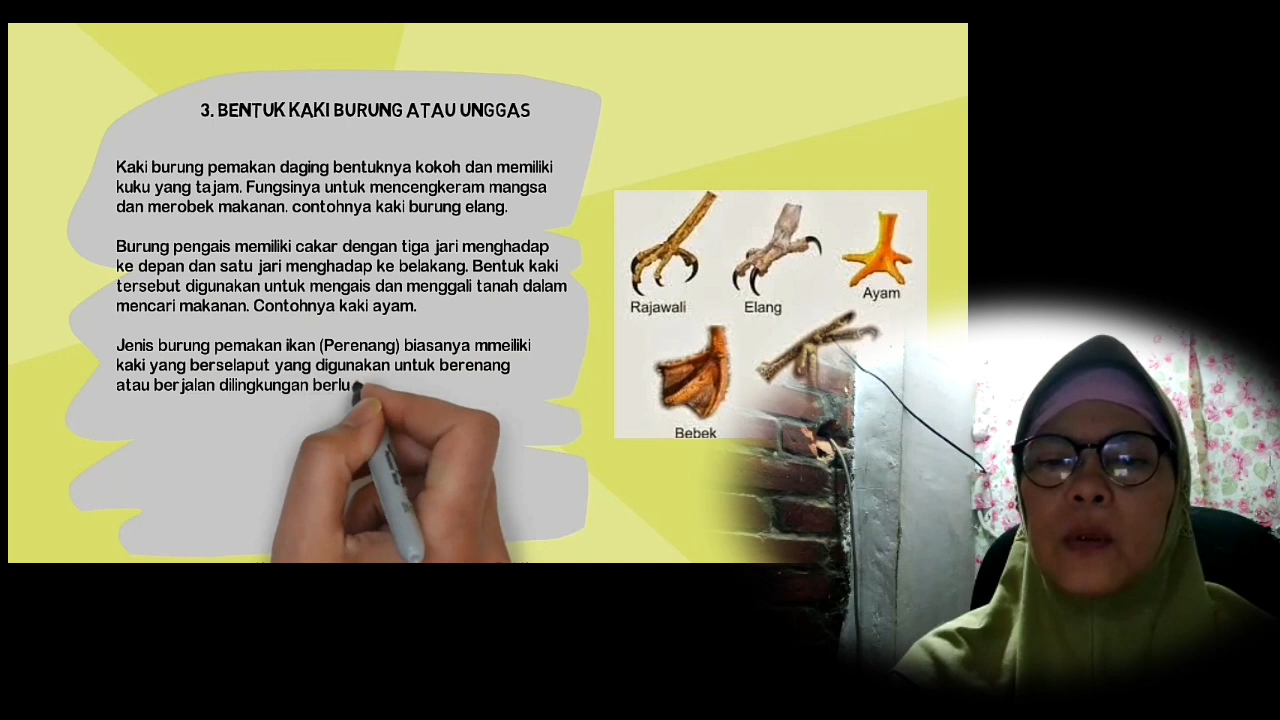 3. BENTUK KAKI BURUNG ATAU UNGGAS
Kaki burung pemakan daging bentuknya kokoh dan memiliki
kuku yang tajam. Fungsinya untuk mencengkeram mangsa
dan merobek makanan. contohnya kaki burung elang.
Burung pengais memiliki cakar dengan tiga jari menghadap
ke depan dan satu jari menghadap ke belakang. Bentuk kaki
tersebut digunakan untuk mengais dan menggali tanah dalam
mencari makanan. Contohnya kaki ayam.
Jenis burung pemakan ikan (Perenang) biasanya mmeiliki
kaki yang berselaput yang digunakan untuk berenang
atau berjalan dilingkungan berlu
Rajawali
Elang
Ayam
Bebek